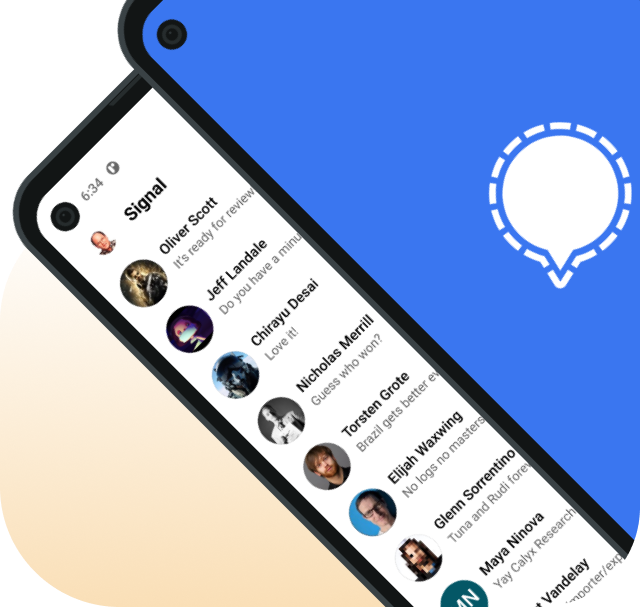 6:34
Signal
Oliver Scott
It's ready for review
Jeff Landale
Do you have a minu
Chirayu Desai
Love it!
Nicholas Merrill
Guess who won?
Torsten Grote
Brazil gets better ev
Elijah Waxwing
No logs no masters
Glenn Sorrentino
Tuna and Rudi forev
MN
Maya Ninova
Yay Calyx Research
t Vandelay
importer/exp